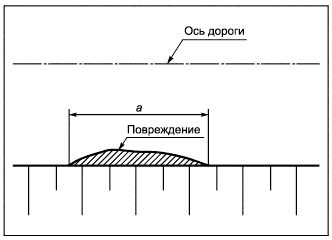 Ось дороги
a
Повреждение